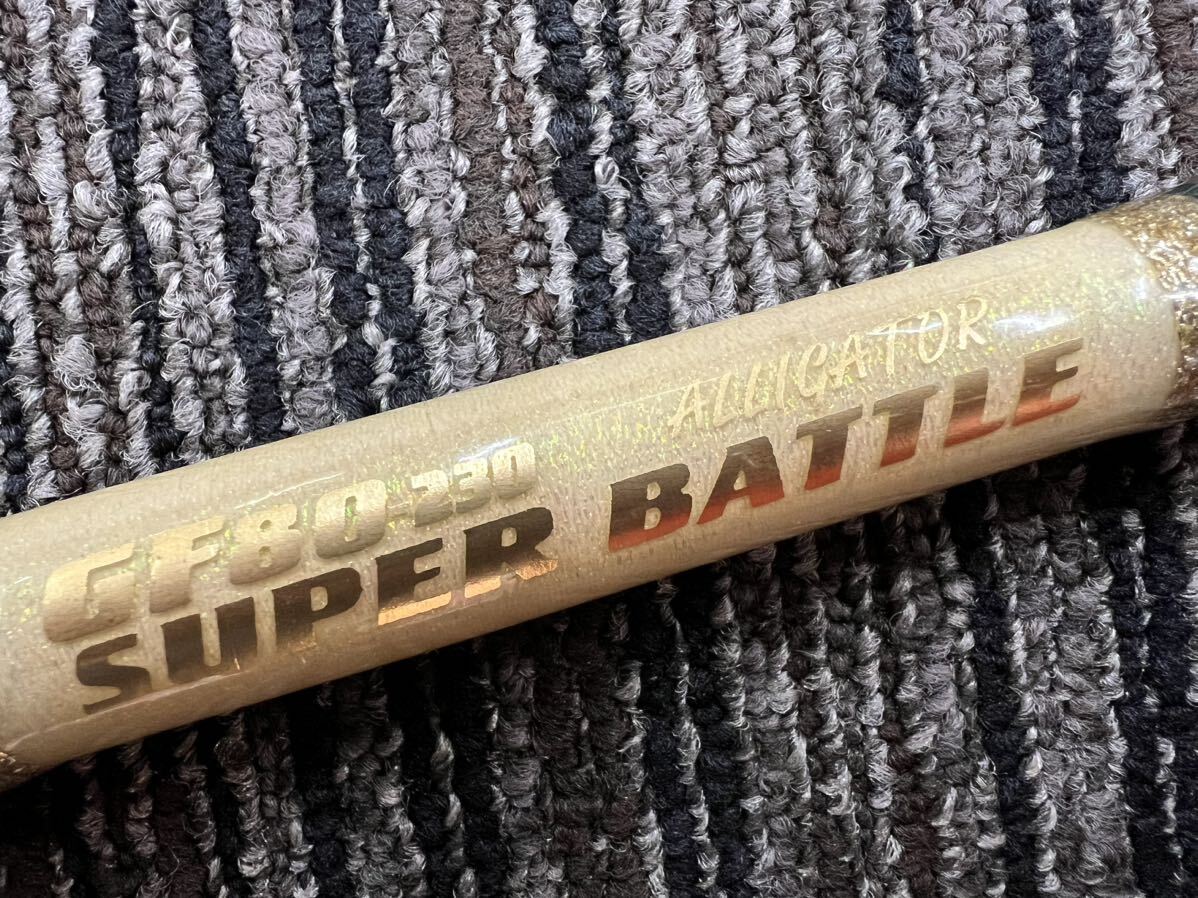 ALLIGATOR
GF80-230
SUPER BATTLE